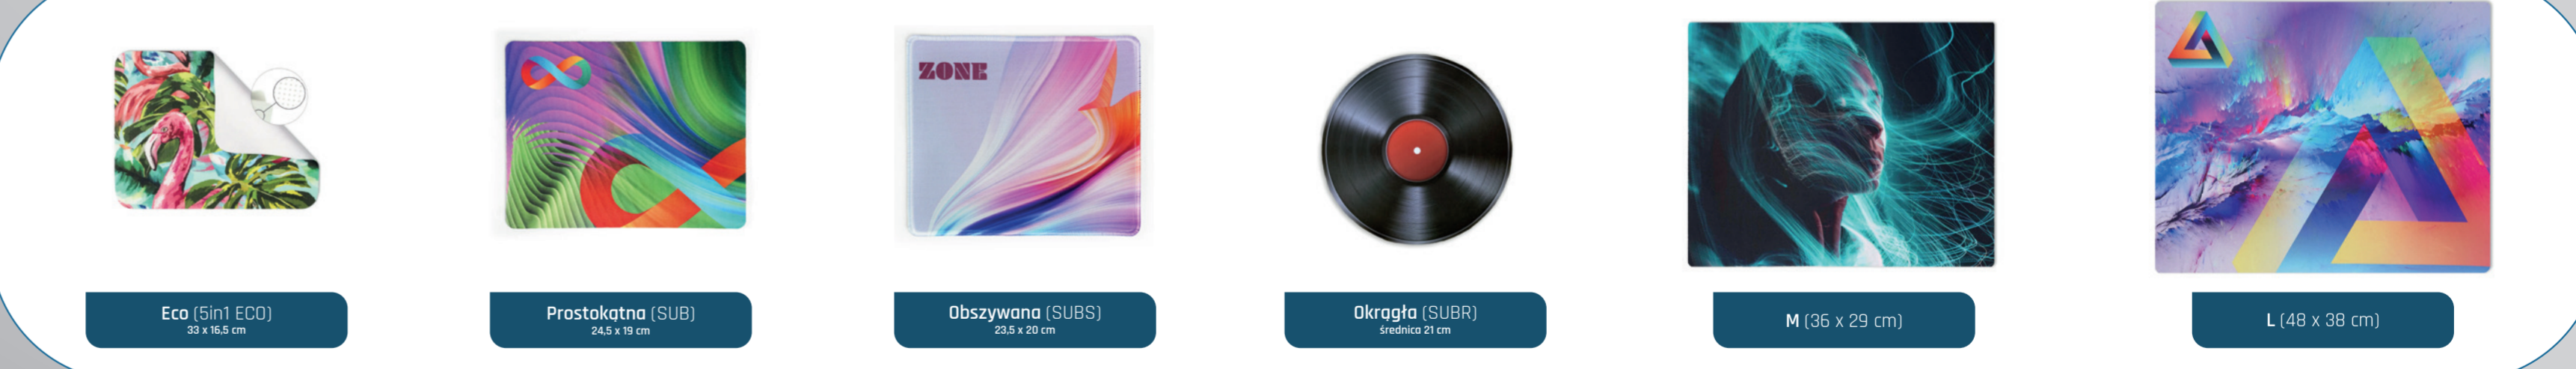 ZONE
Eco (5in1 ECO)
33 x 16,5 cm
Prostokątna (SUB)
24,5 x 19 cm
Obszywana (SUBS)
23,5 x 20 cm
Okrągła (SUBR)
średnica 21 cm
M (36 x 29 cm)
L (48 x 38 cm)